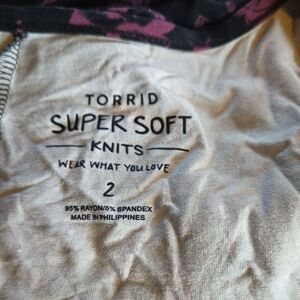 TORRID
SUPER SOFT
KNITS
WEAR WHAT YOU LOVE
2
95% RAYON/5% SPANDEX
MADE IN PHILIPPINES